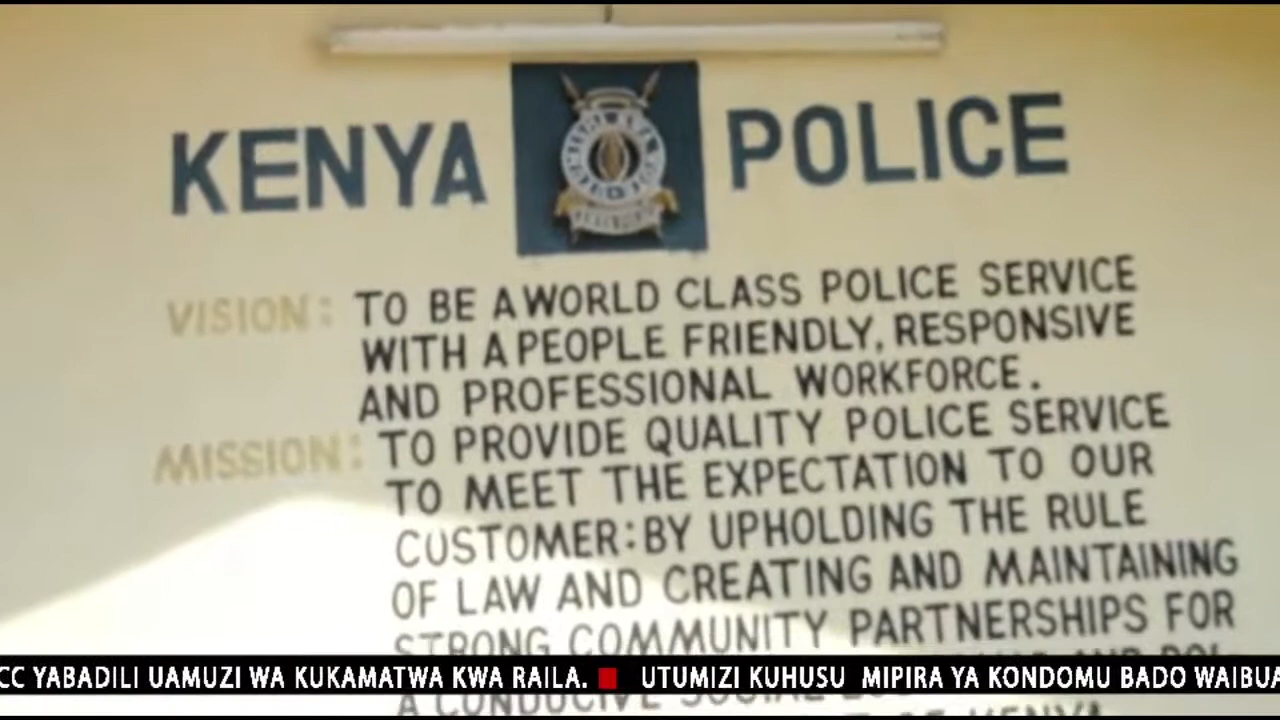 KENYA POLICE
VISION: TO BE A WORLD CLASS POLICE SERVICE
WITH A PEOPLE FRIENDLY, RESPONSIVE
AND PROFESSIONAL WORKFORCE.
MISSION: TO PROVIDE QUALITY POLICE SERVICE
TO MEET THE EXPECTATION TO OUR
CUSTOMER: BY UPHOLDING THE RULE
OF LAW AND CREATING AND MAINTAINING
STRONG COMMUNITY PARTNERSHIPS FOR
CC YABADILI UAMUZI WA KUKAMATWA KWA RAILA. UTUMIZI KUHUSU MIPIRA YA KONDOMU BADO WAIBUA
A CONDUCIVE SOCIAL
OF KENYA